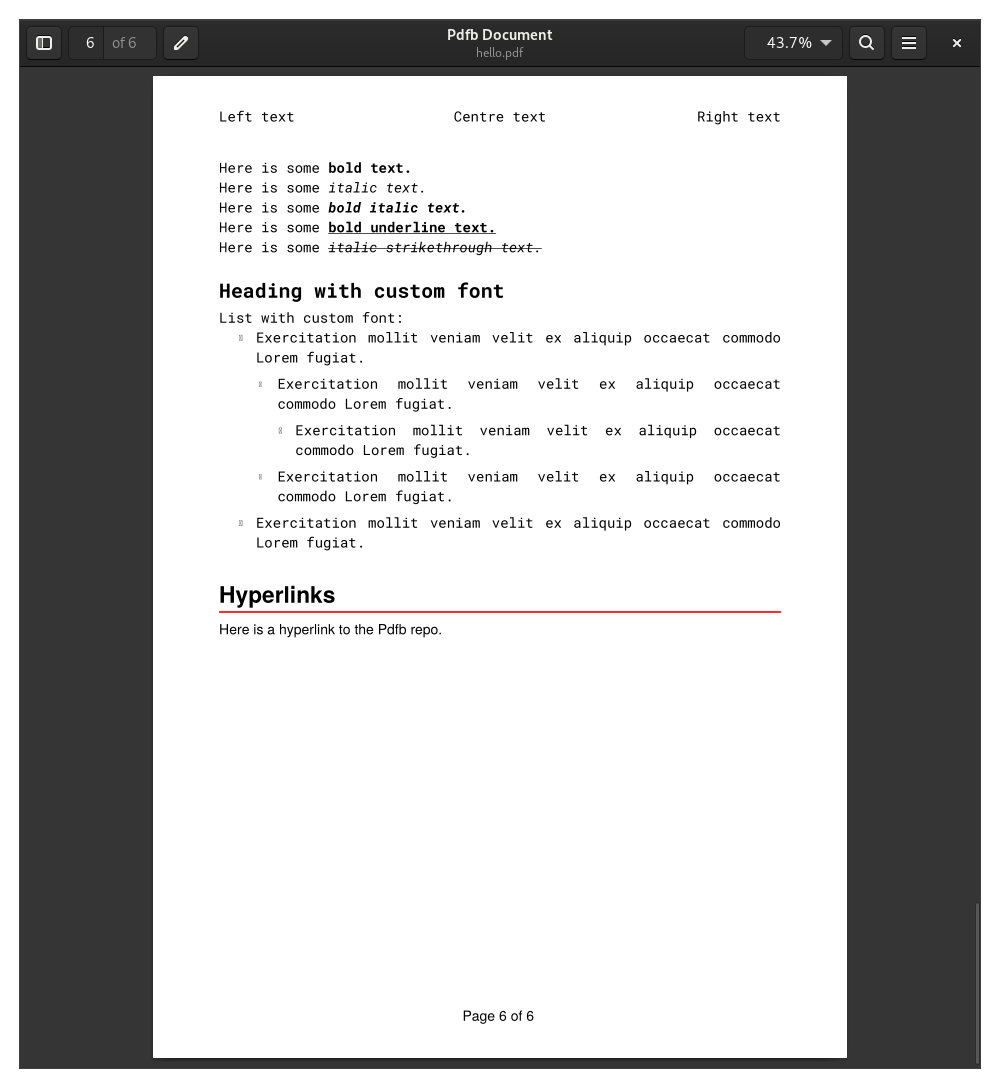 6 of 6
Pdfb Document
hello.pdf
43.7%
Left text Centre text Right text
Here is some bold text.
Here is some italic text.
Here is some bold italic text.
Here is some bold underline text.
Here is some italic strikethrough text.
Heading with custom font
List with custom font:
Exercitation mollit veniam velit ex aliquip occaecat commodo
Lorem fugiat.
Exercitation mollit veniam velit ex aliquip occaecat
commodo Lorem fugiat.
Exercitation mollit veniam velit ex aliquip occaecat
commodo Lorem fugiat.
Exercitation mollit veniam velit ex aliquip occaecat
commodo Lorem fugiat.
Exercitation mollit veniam velit ex aliquip occaecat commodo
Lorem fugiat.
Hyperlinks
Here is a hyperlink to the Pdfb repo.
Page 6 of 6